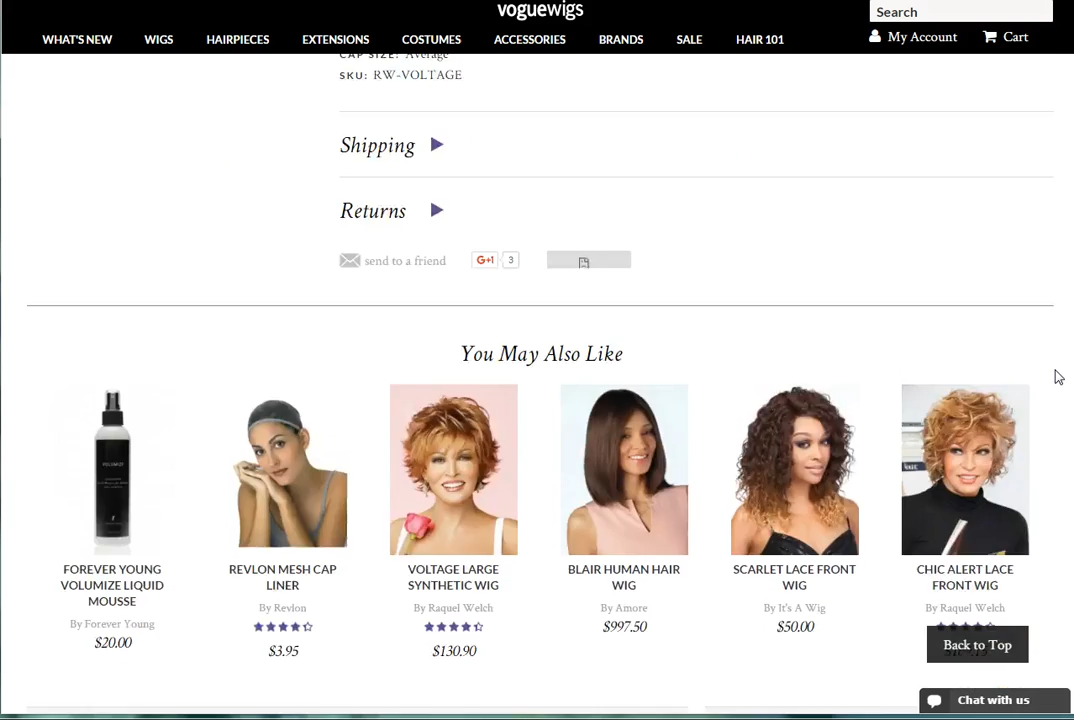 voguewigs
Search
WHAT'S NEW WIGS HAIRPIECES EXTENSIONS COSTUMES ACCESSORIES BRANDS SALE HAIR 101
My Account Cart
CAP SIZE: Average
SKU: RW-VOLTAGE
Shipping
Returns
send to a friend G+1 3
You May Also Like
VOLUMIZE
FOREVER YOUNG
VOLUMIZE LIQUID
MOUSSE
By Forever Young
$20.00
REVLON MESH CAP
LINER
By Revlon
$3.95
VOLTAGE LARGE
SYNTHETIC WIG
By Raquel Welch
$130.90
BLAIR HUMAN HAIR
WIG
By Amore
$997.50
SCARLET LACE FRONT
WIG
By It's A Wig
$50.00
CHIC ALERT LACE
FRONT WIG
By Raquel Welch
Back to Top
Chat with us